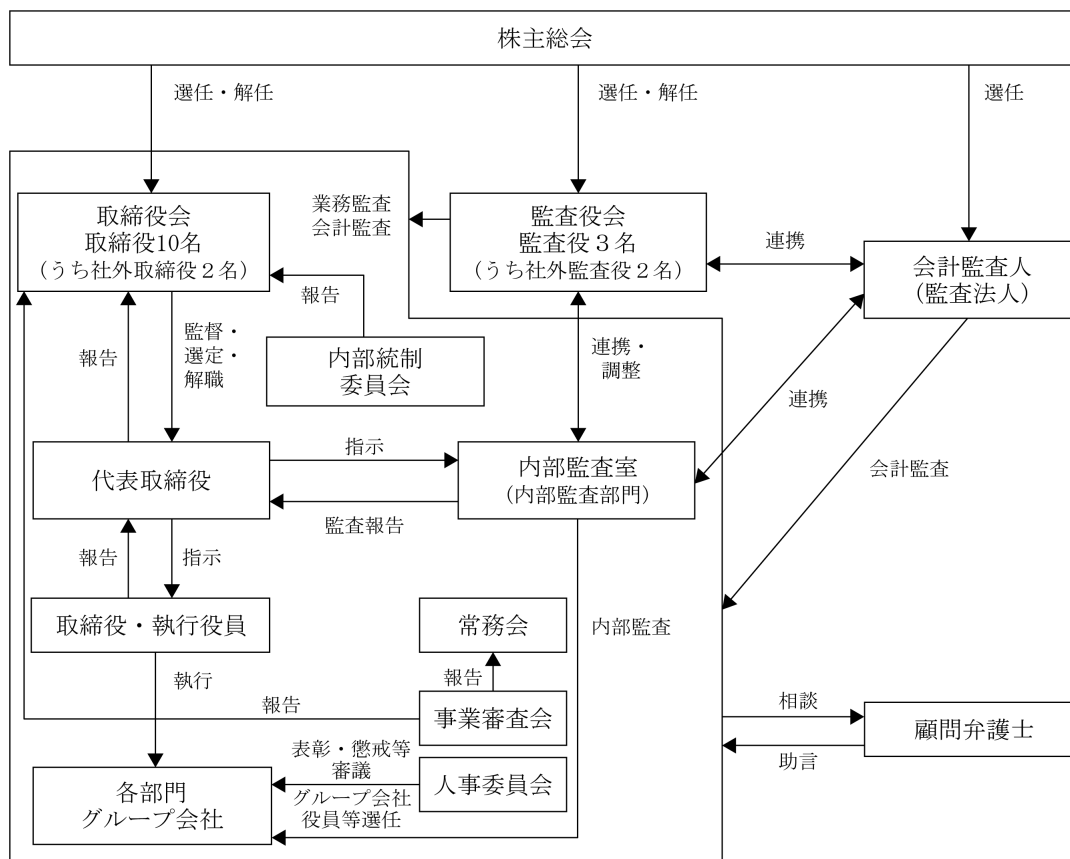 株主総会
選任・解任
選任・解任
選任
取締役会
取締役10名
（うち社外取締役２名）
業務監査
会計監査
監査役会
監査役３名
（うち社外監査役２名）
連携
会計監査人
（監査法人）
報告
報告
監督・
選定・
解職
内部統制
委員会
連携・
調整
連携
代表取締役
指示
監査報告
内部監査室
（内部監査部門）
会計監査
報告
指示
取締役・執行役員
常務会
内部監査
執行
報告
報告
事業審査会
相談
顧問弁護士
助言
表彰・懲戒等
審議
人事委員会
グループ会社
役員等選任
各部門
グループ会社